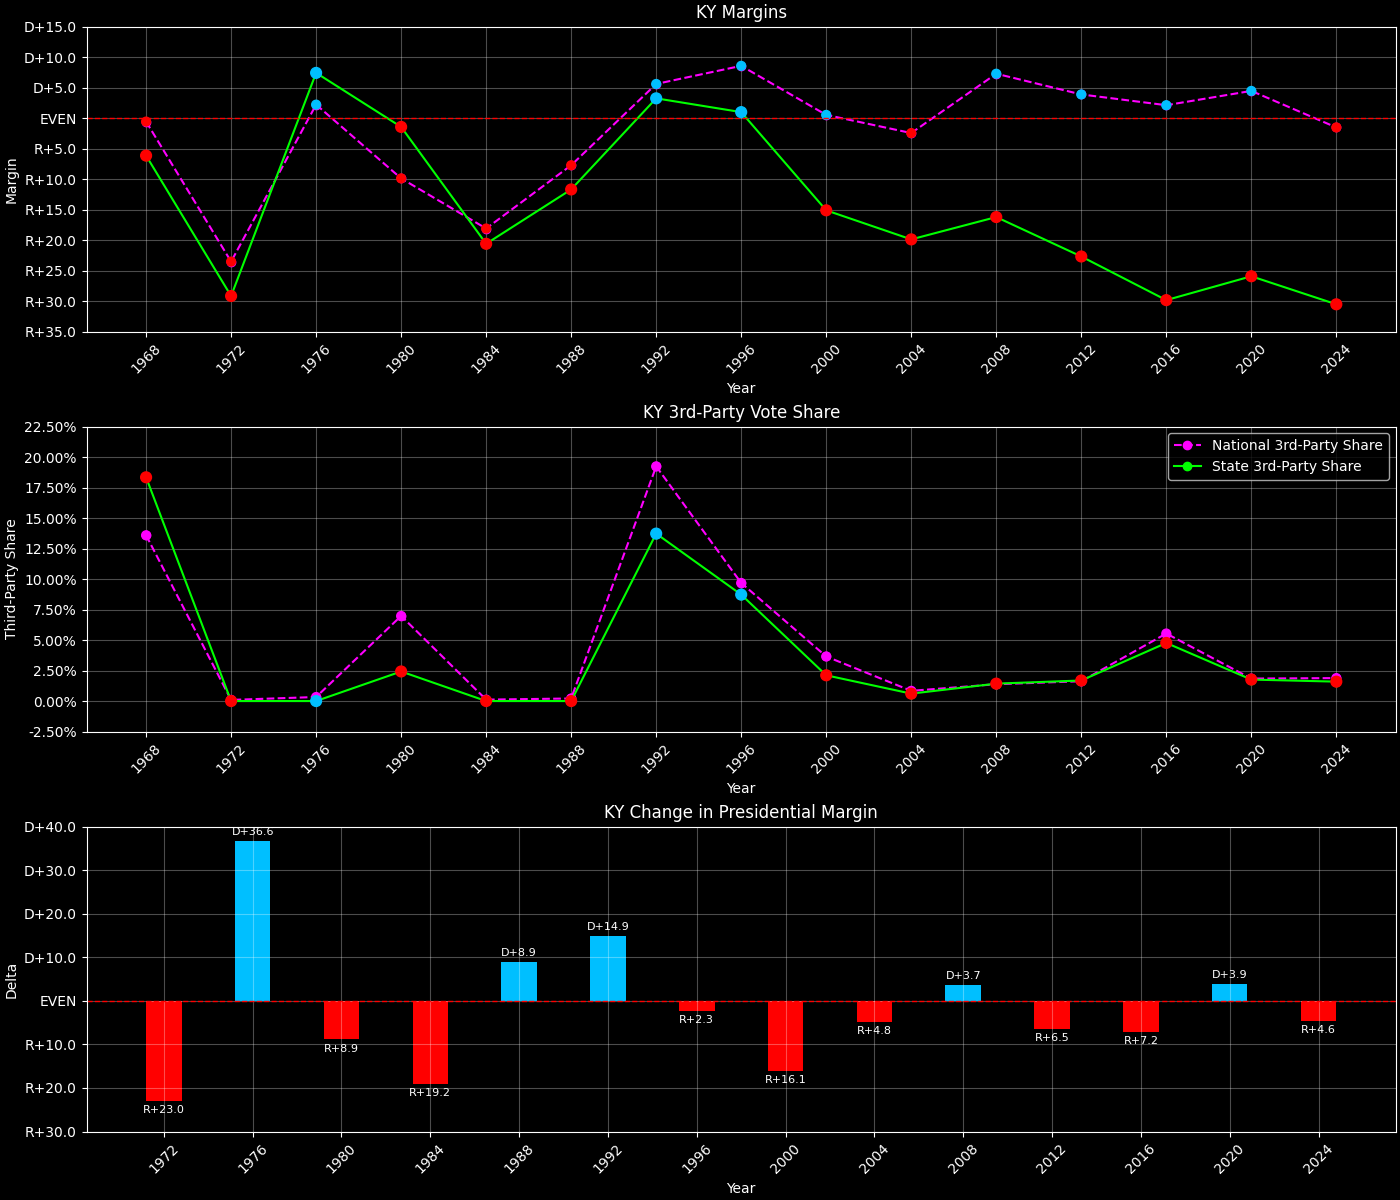 KY Margins
D+15.0
D+10.0
D+5.0
EVEN
R+5.0
R+10.0
R+15.0
R+20.0
R+25.0
R+30.0
R+35.0
Margin
1968 1972 1976 1980 1984 1988 1992 1996 2000 2004 2008 2012 2016 2020 2024
Year
KY 3rd-Party Vote Share
22.50%
20.00%
17.50%
15.00%
12.50%
10.00%
7.50%
5.00%
2.50%
0.00%
-2.50%
Third-Party Share
National 3rd-Party Share
State 3rd-Party Share
1968 1972 1976 1980 1984 1988 1992 1996 2000 2004 2008 2012 2016 2020 2024
Year
KY Change in Presidential Margin
D+40.0
D+30.0
D+20.0
D+10.0
EVEN
R+10.0
R+20.0
R+30.0
Delta
R+23.0
D+36.6
R+8.9
R+19.2
D+8.9
D+14.9
R+2.3
R+16.1
R+4.8
D+3.7
R+6.5
R+7.2
D+3.9
R+4.6
1972 1976 1980 1984 1988 1992 1996 2000 2004 2008 2012 2016 2020 2024
Year